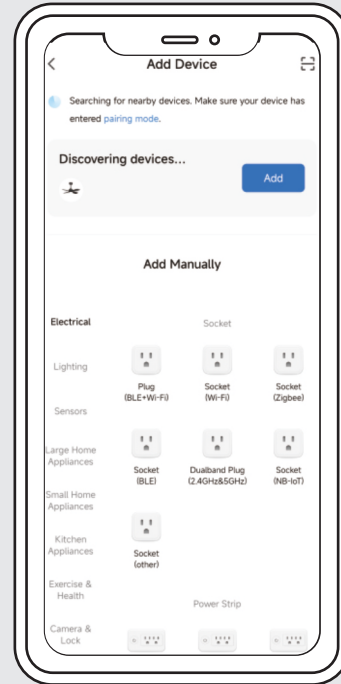 Add Device
Searching for nearby devices. Make sure your device has
entered pairing mode.
Discovering devices...
Add
Add Manually
Electrical
Lighting
Sensors
Large Home
Appliances
Small Home
Appliances
Kitchen
Appliances
Exercise &
Health
Camera &
Lock
Socket
Plug
(BLE+Wi-Fi)
Socket
(Wi-Fi)
Socket
(Zigbee)
Socket
(BLE)
Dualband Plug
(2.4GHz&5GHz)
Socket
(NB-IoT)
Socket
(other)
Power Strip